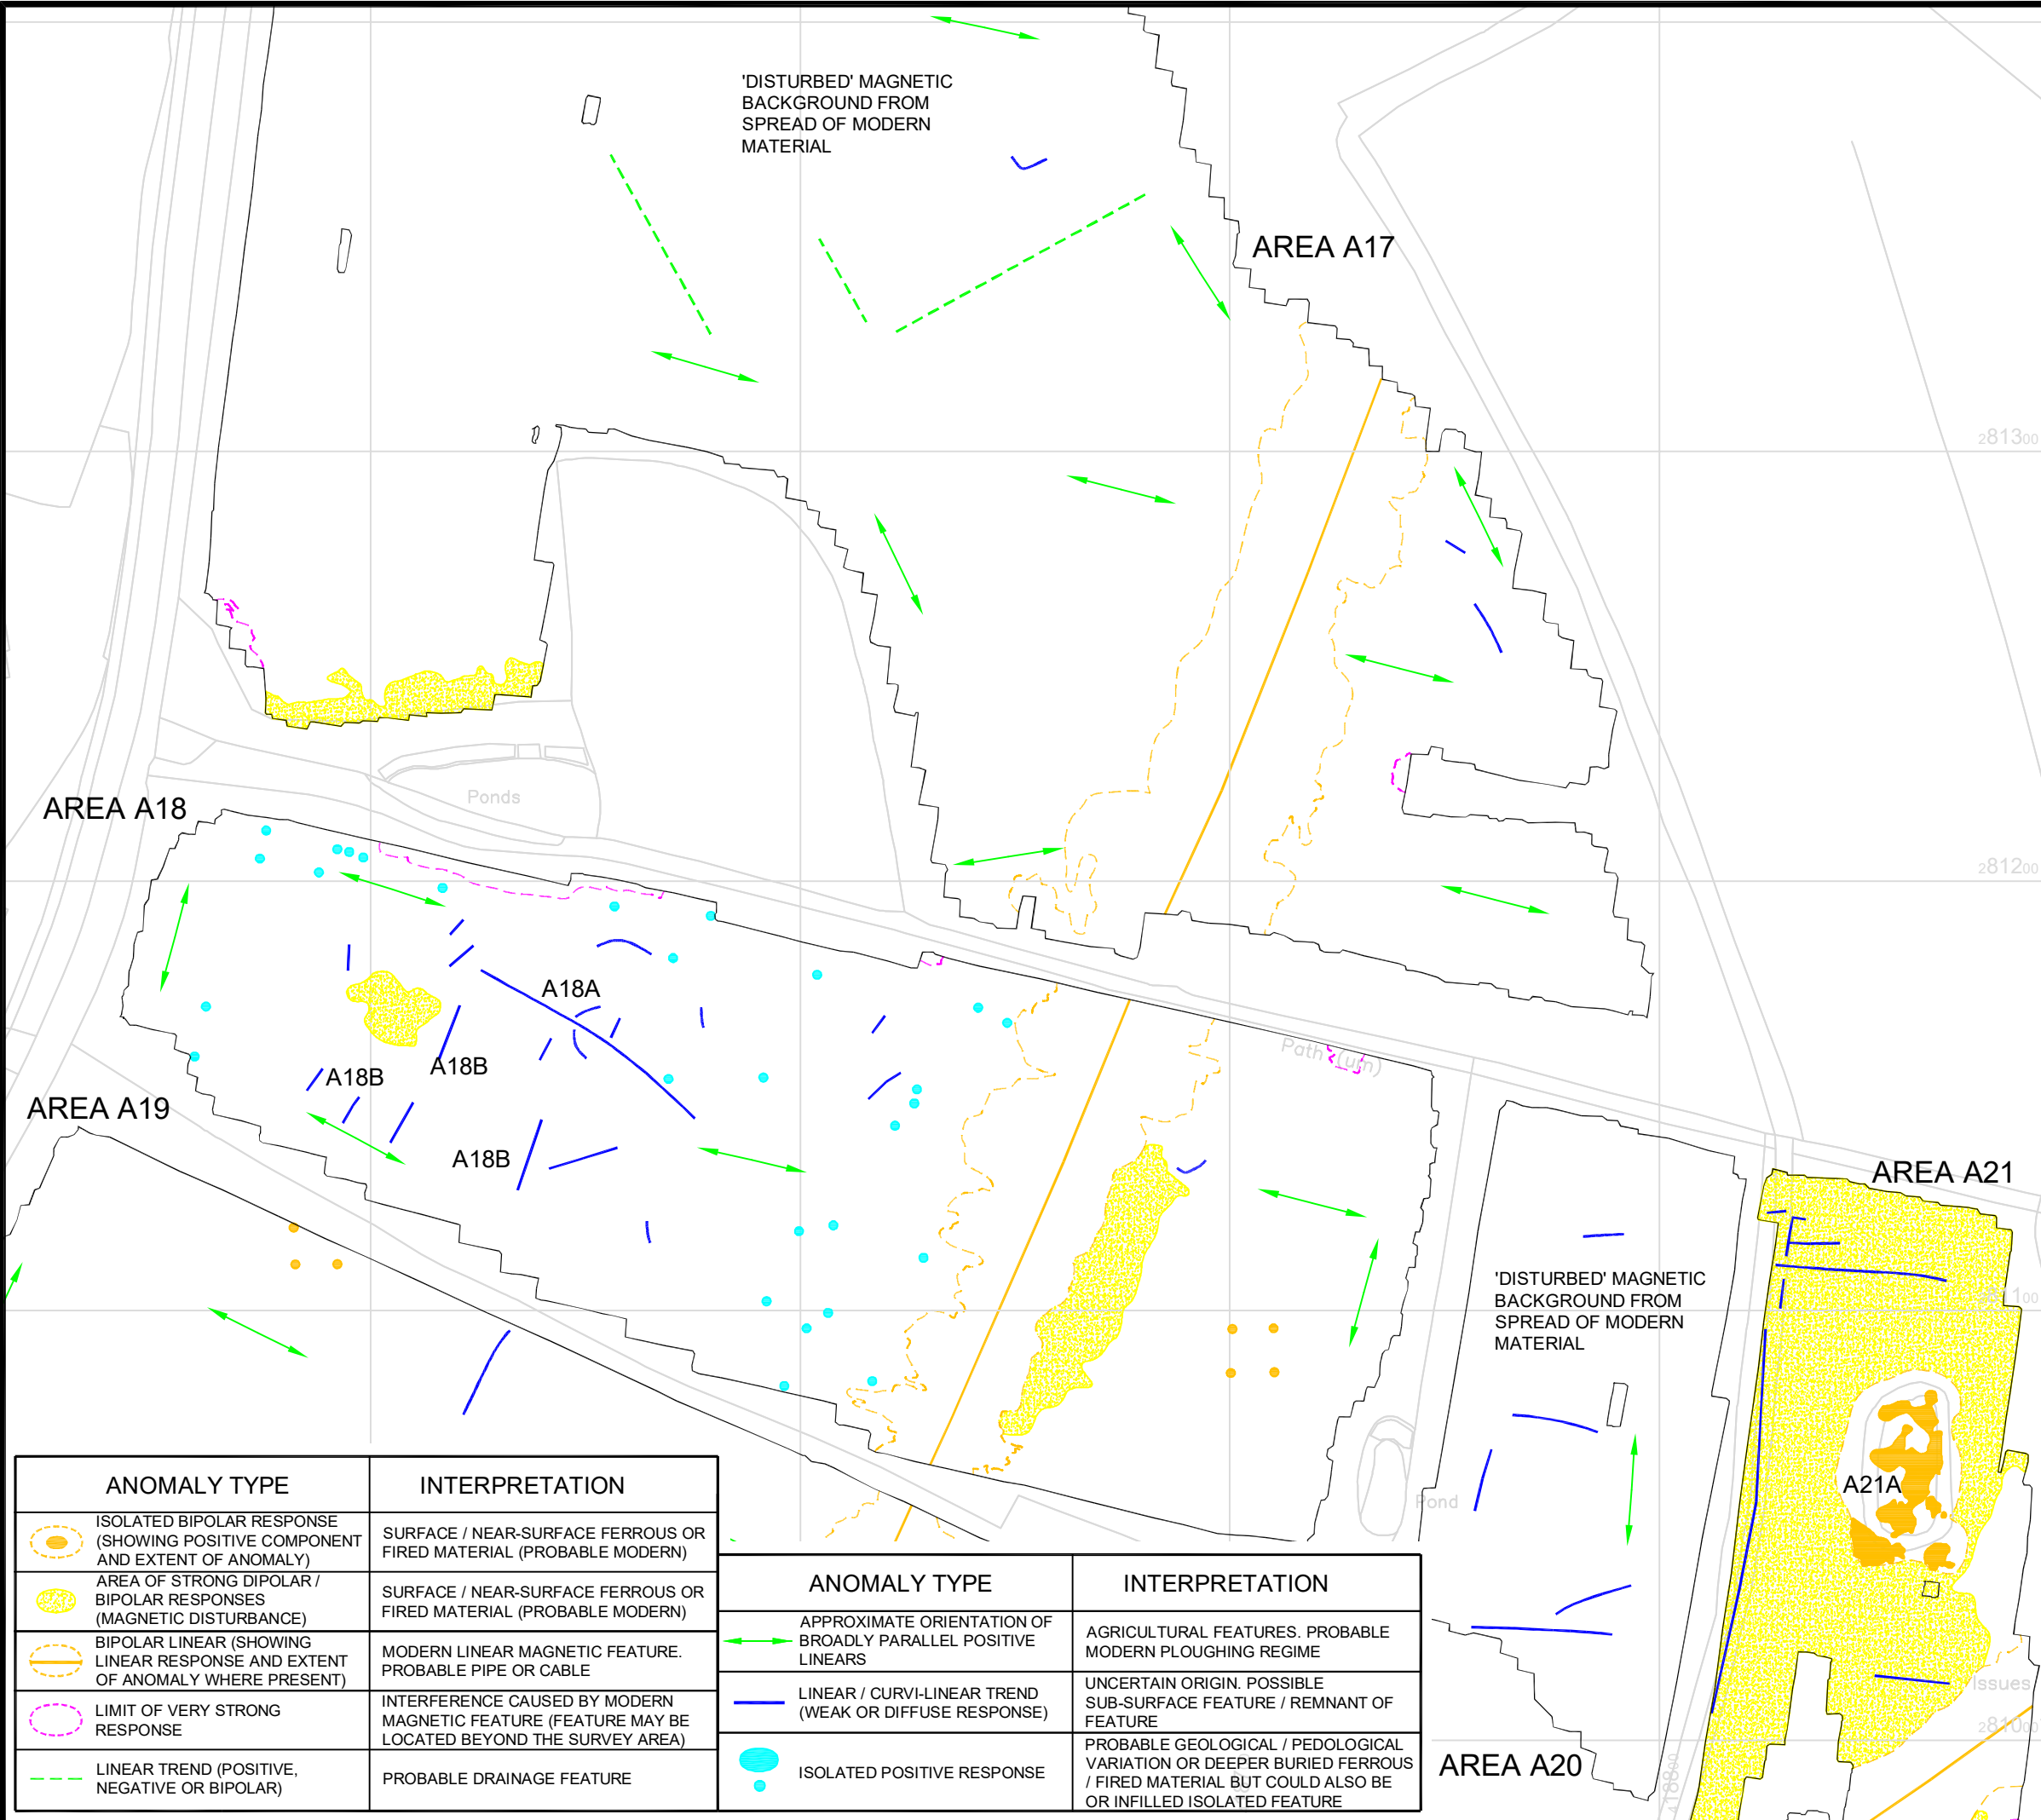 'DISTURBED' MAGNETIC
BACKGROUND FROM
SPREAD OF MODERN
MATERIAL
AREA A17
281300
Ponds
AREA A18
281200
A18A
Path (um)
A18B
A18B
AREA A19
A18B
AREA A21
'DISTURBED' MAGNETIC
BACKGROUND FROM
SPREAD OF MODERN
MATERIAL
A21A
Pond
Issues
281000
AREA A20
418800
ANOMALY TYPE
INTERPRETATION
ISOLATED BIPOLAR RESPONSE
(SHOWING POSITIVE COMPONENT
AND EXTENT OF ANOMALY)
SURFACE / NEAR-SURFACE FERROUS OR
FIRED MATERIAL (PROBABLE MODERN)
AREA OF STRONG DIPOLAR /
BIPOLAR RESPONSES
(MAGNETIC DISTURBANCE)
SURFACE / NEAR-SURFACE FERROUS OR
FIRED MATERIAL (PROBABLE MODERN)
BIPOLAR LINEAR (SHOWING
LINEAR RESPONSE AND EXTENT
OF ANOMALY WHERE PRESENT)
MODERN LINEAR MAGNETIC FEATURE.
PROBABLE PIPE OR CABLE
LIMIT OF VERY STRONG
RESPONSE
INTERFERENCE CAUSED BY MODERN
MAGNETIC FEATURE (FEATURE MAY BE
LOCATED BEYOND THE SURVEY AREA)
LINEAR TREND (POSITIVE,
NEGATIVE OR BIPOLAR)
PROBABLE DRAINAGE FEATURE
ANOMALY TYPE
INTERPRETATION
APPROXIMATE ORIENTATION OF
BROADLY PARALLEL POSITIVE
LINEARS
AGRICULTURAL FEATURES. PROBABLE
MODERN PLOUGHING REGIME
LINEAR / CURVI-LINEAR TREND
(WEAK OR DIFFUSE RESPONSE)
UNCERTAIN ORIGIN. POSSIBLE
SUB-SURFACE FEATURE / REMNANT OF
FEATURE
ISOLATED POSITIVE RESPONSE
PROBABLE GEOLOGICAL / PEDOLOGICAL
VARIATION OR DEEPER BURIED FERROUS
/ FIRED MATERIAL BUT COULD ALSO BE
OR INFILLED ISOLATED FEATURE